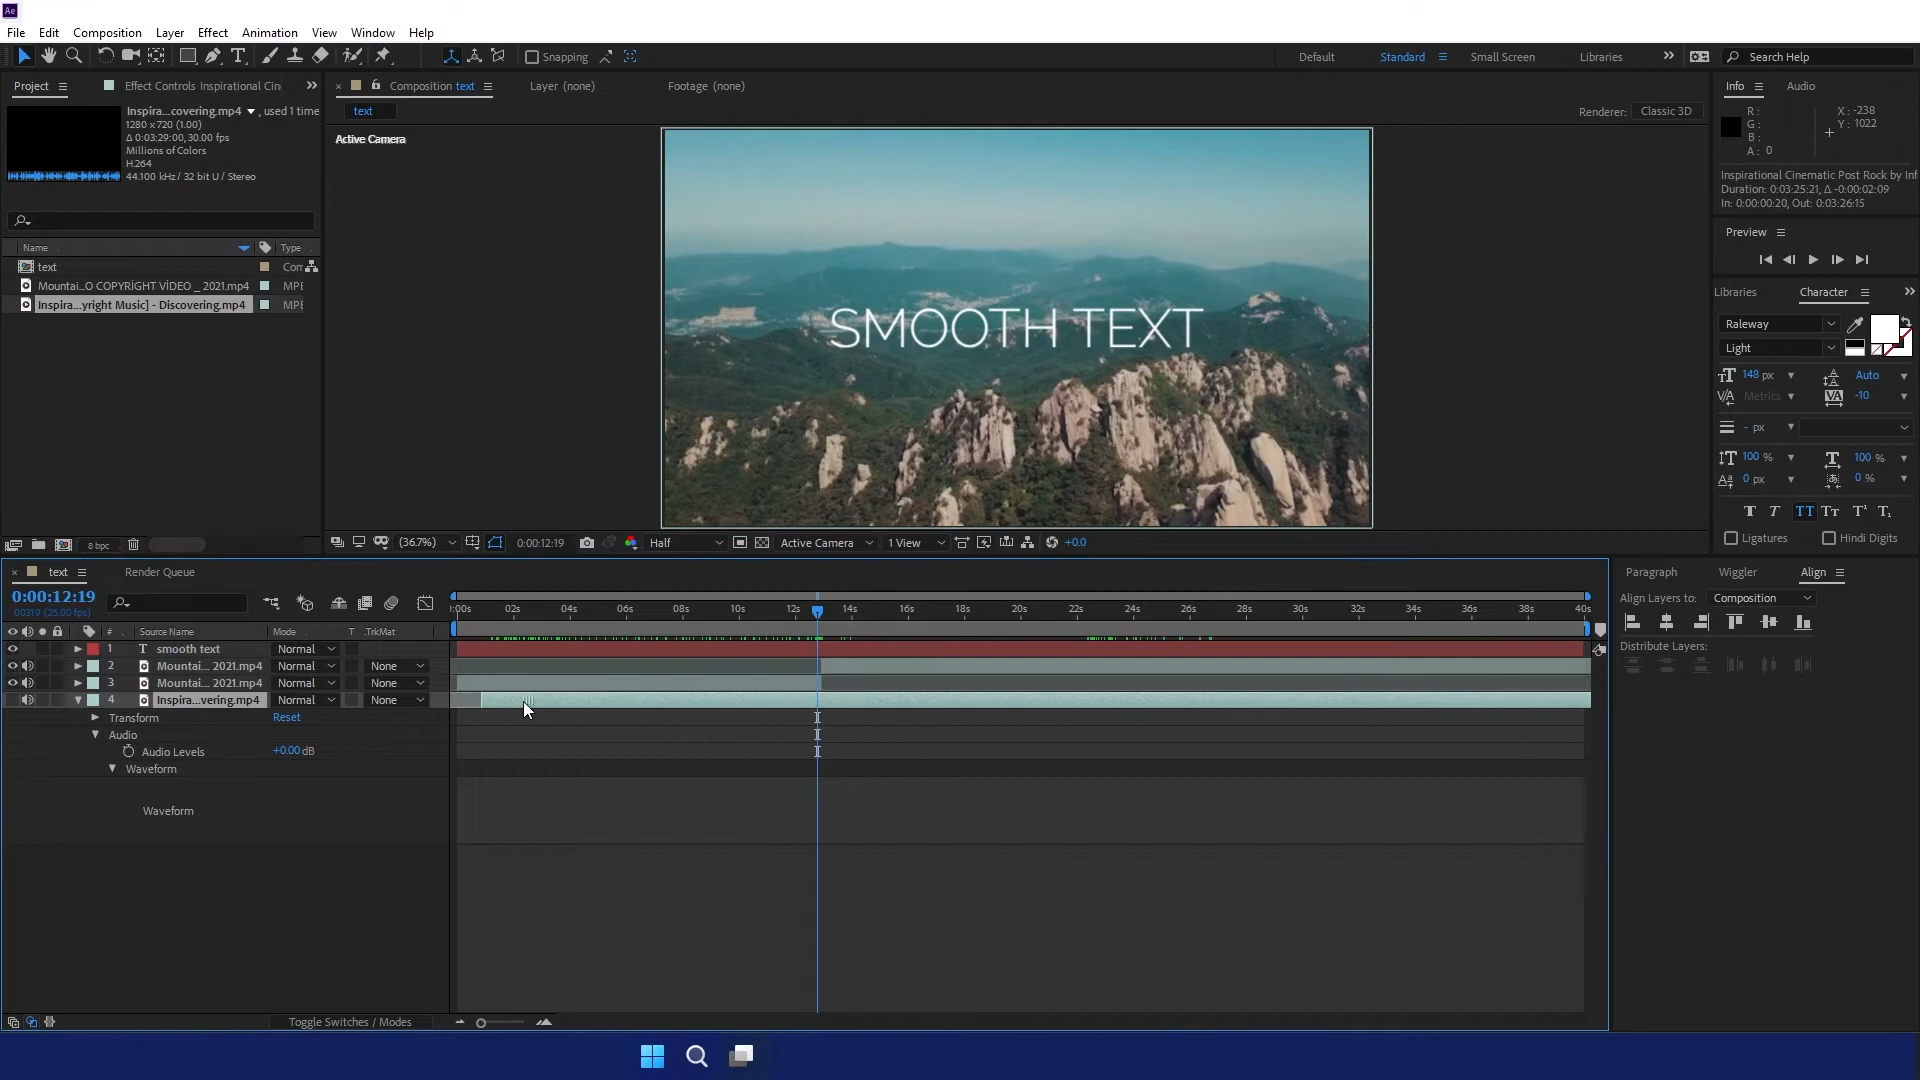 Ae
File Edit Composition Layer Effect Animation View Window Help
Snapping
Default Standard Small Screen Libraries Search Help
Project Effect Controls Inspirational Cin
Composition text Layer (none) Footage (none)
Info Audio
Inspira...covering.mp4 , used 1 time
1280 x 720 (1.00)
Δ 0:03:29:00, 30.00 fps
Millions of Colors
H.264
44.100 kHz / 32 bit U / Stereo
text
Renderer: Classic 3D
Active Camera
R: X: -238
G: Y: 1022
B:
A: 0
Inspirational Cinematic Post Rock by Inf
Duration: 0:03:25:21, Δ -0:00:02:09
In: 0:00:00:20, Out: 0:03:26:15
Preview
Name Type
text Con
Mountai...O COPYRİGHT VİDEO _ 2021.mp4 MPE
Inspira...yright Music] - Discovering.mp4 MPE
SMOOTH TEXT
Libraries Character
Raleway
Light
148 px Auto
Metrics -10
- px
100 % 100 %
0 px 0 %
Ligatures Hindi Digits
8 bpc
(36.7%) 0:00:12:19 Half Active Camera 1 View +0.0
text Render Queue
0:00:12:19
00319 (25.00 fps)
:00s 02s 04s 06s 08s 10s 12s 14s 16s 18s 20s 22s 24s 26s 28s 30s 32s 34s 36s 38s 40s
# Source Name Mode T .TrkMat
1 T smooth text Normal
2 Mountai... 2021.mp4 Normal None
3 Mountai... 2021.mp4 Normal None
4 Inspira...vering.mp4 Normal None
Transform Reset
Audio
Audio Levels +0.00 dB
Waveform
Waveform
Toggle Switches / Modes
Paragraph Wiggler Align
Align Layers to: Composition
Distribute Layers: